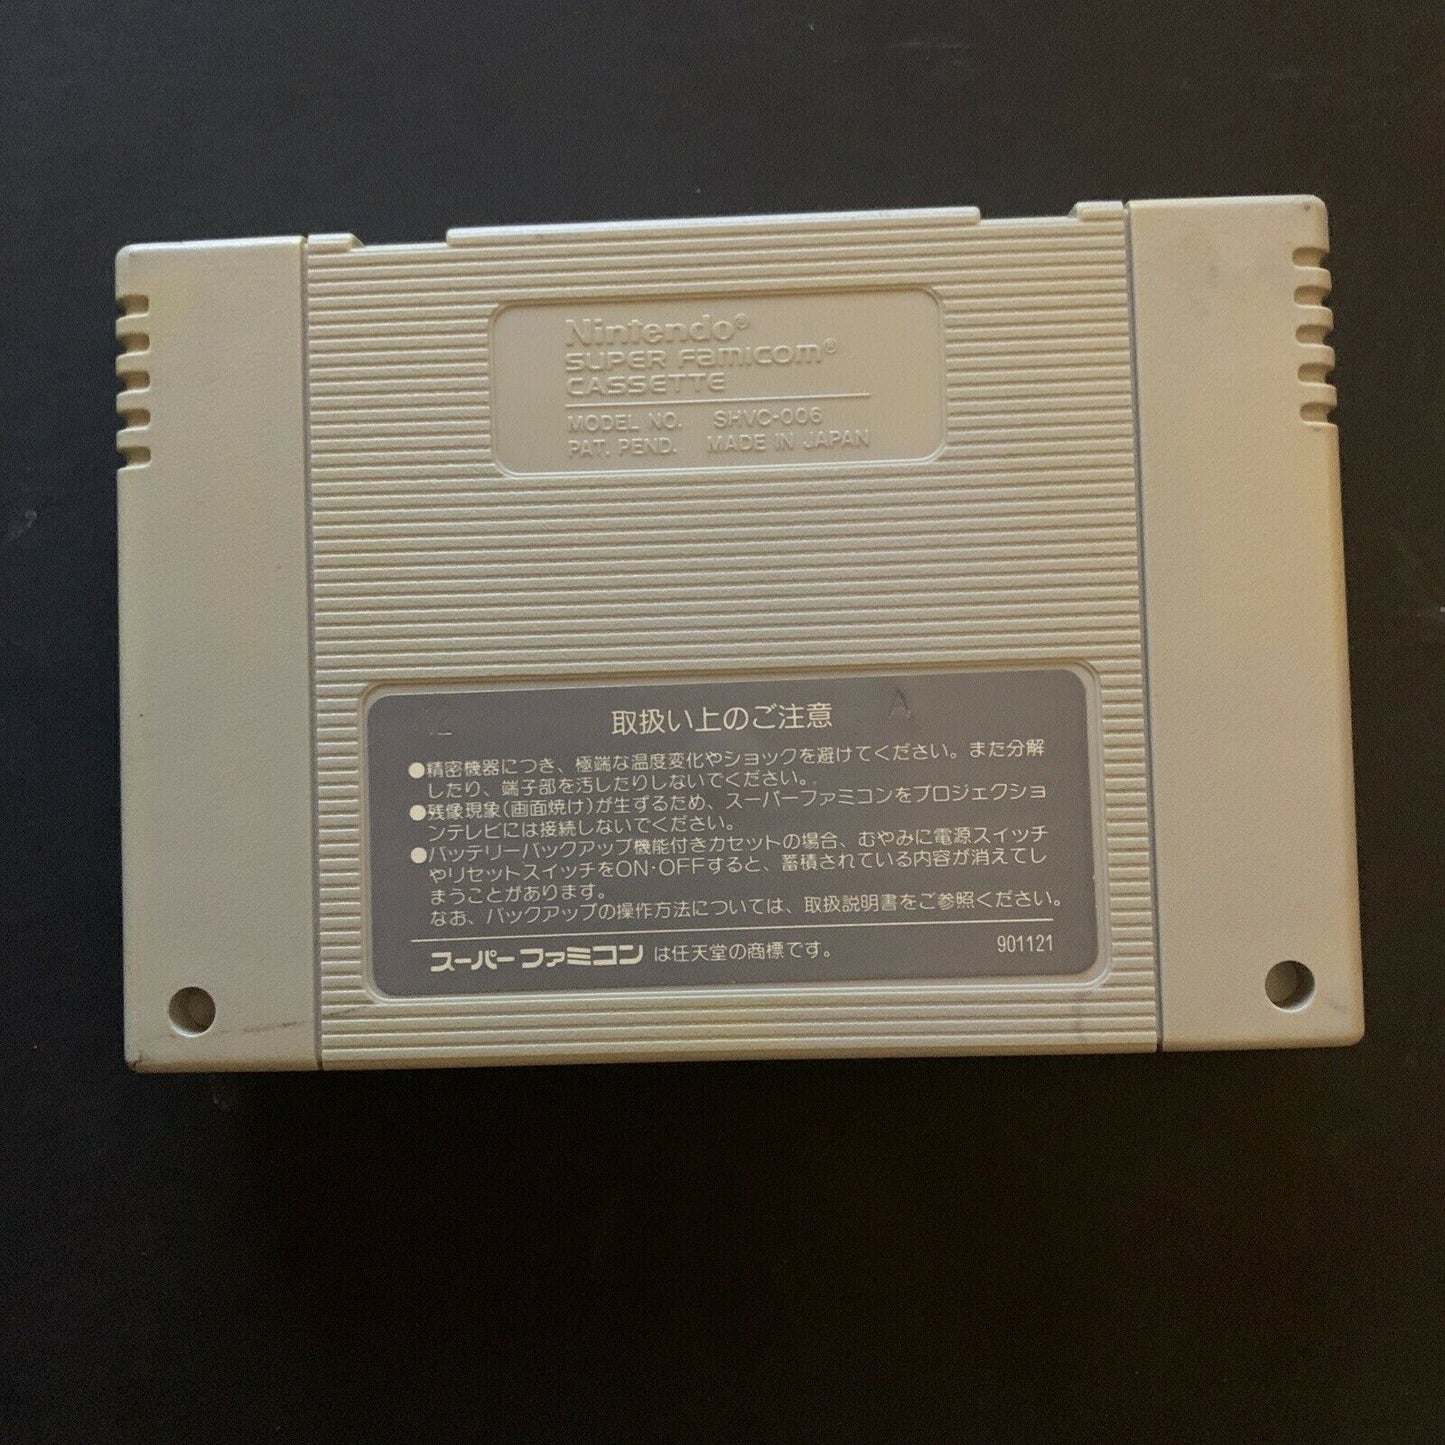 Nintendo®
SUPER Famicom®
CASSETTE
MODEL NO. SHVC-006
PAT. PEND. MADE IN JAPAN
取扱い上のご注意 A
●精密機器につき、極端な温度変化やショックを避けてください。また分解
したり、端子部を汚したりしないでください。
●残像現象(画面焼け)が生ずるため、スーパーファミコンをプロジェクショ
ンテレビには接続しないでください。
●バッテリーバックアップ機能付きカセットの場合、むやみに電源スイッチ
やリセットスイッチをON·OFFすると、蓄積されている内容が消えてし
まうことがあります。
なお、バックアップの操作方法については、取扱説明書をご参照ください。
スーパーファミコン は任天堂の商標です。 901121